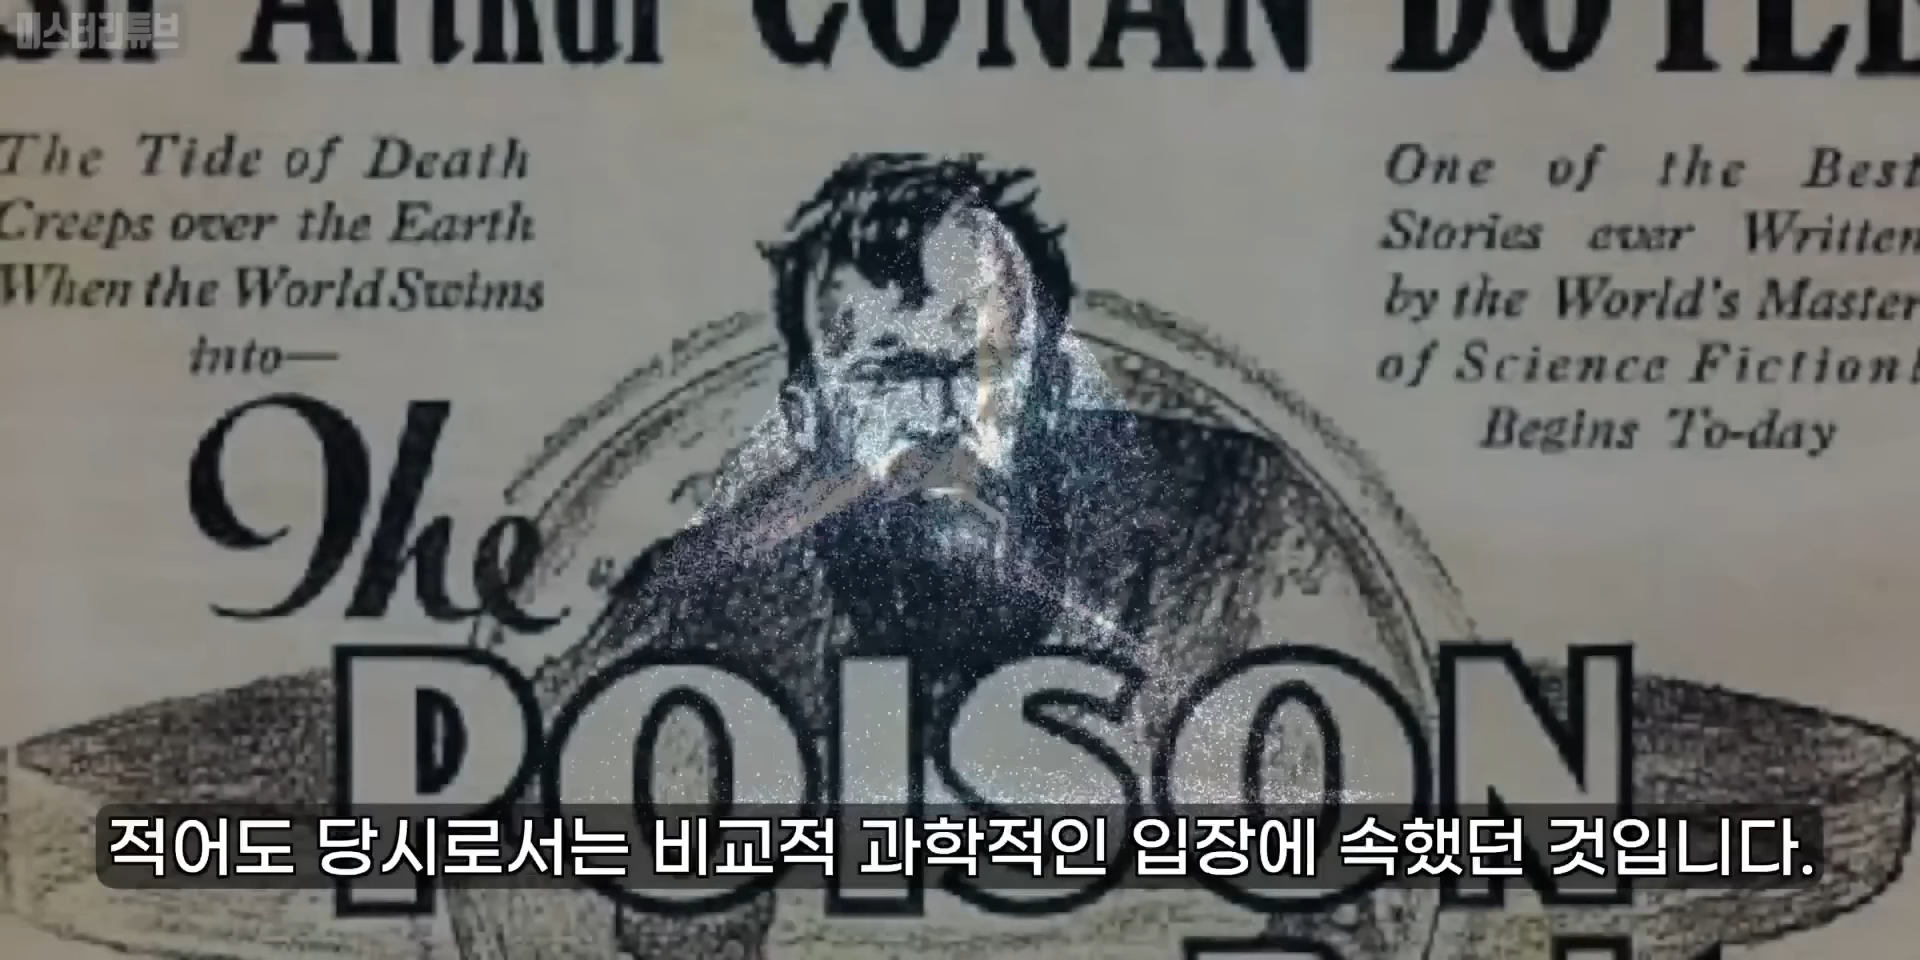 미스터리튜브
Sir Arthur CONAN DOYLE
The Tide of Death
Creeps over the Earth
When the World Swims
into—
One of the Best
Stories ever Written
by the World's Master
of Science Fiction!
Begins To-day
The
POISON
적어도 당시로서는 비교적 과학적인 입장에 속했던 것입니다.